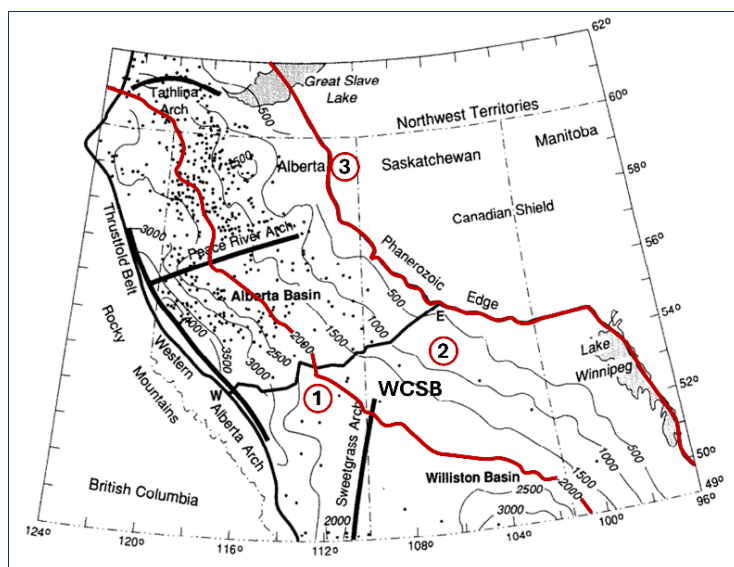 62°
Great Slave
Lake
Tathlina
Arch
500
60°
Northwest Territories
Manitoba
Saskatchewan
Alberta
3
500
58°
Canadian Shield
Thrustfold Belt
3000
Peace River Arch
56°
Phanerozoic
Edge
Alberta Basin
500
54°
Rocky
Mountains
4000
3500
3000
2500
2000
1500
1000
E
2
Lake
Winnipeg
Western
Alberta Arch
W
1
WCSB
52°
Sweetgrass Arch
British Columbia
Williston Basin
500
1000
1500
2000
2500
3000
2000
50°
49°
96°
100°
104°
108°
112°
116°
120°
124°